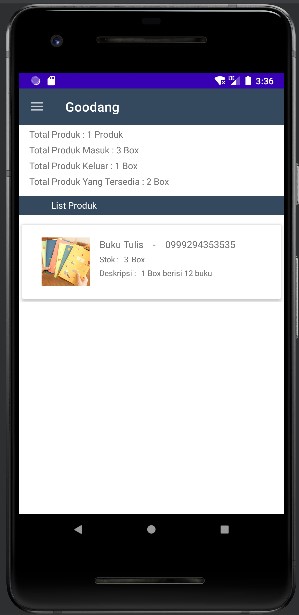 3:36
Goodang
Total Produk : 1 Produk
Total Produk Masuk : 3 Box
Total Produk Keluar : 1 Box
Total Produk Yang Tersedia : 2 Box
List Produk
Buku Tulis - 0999294353535
Stok : 3 Box
Deskripsi : 1 Box berisi 12 buku